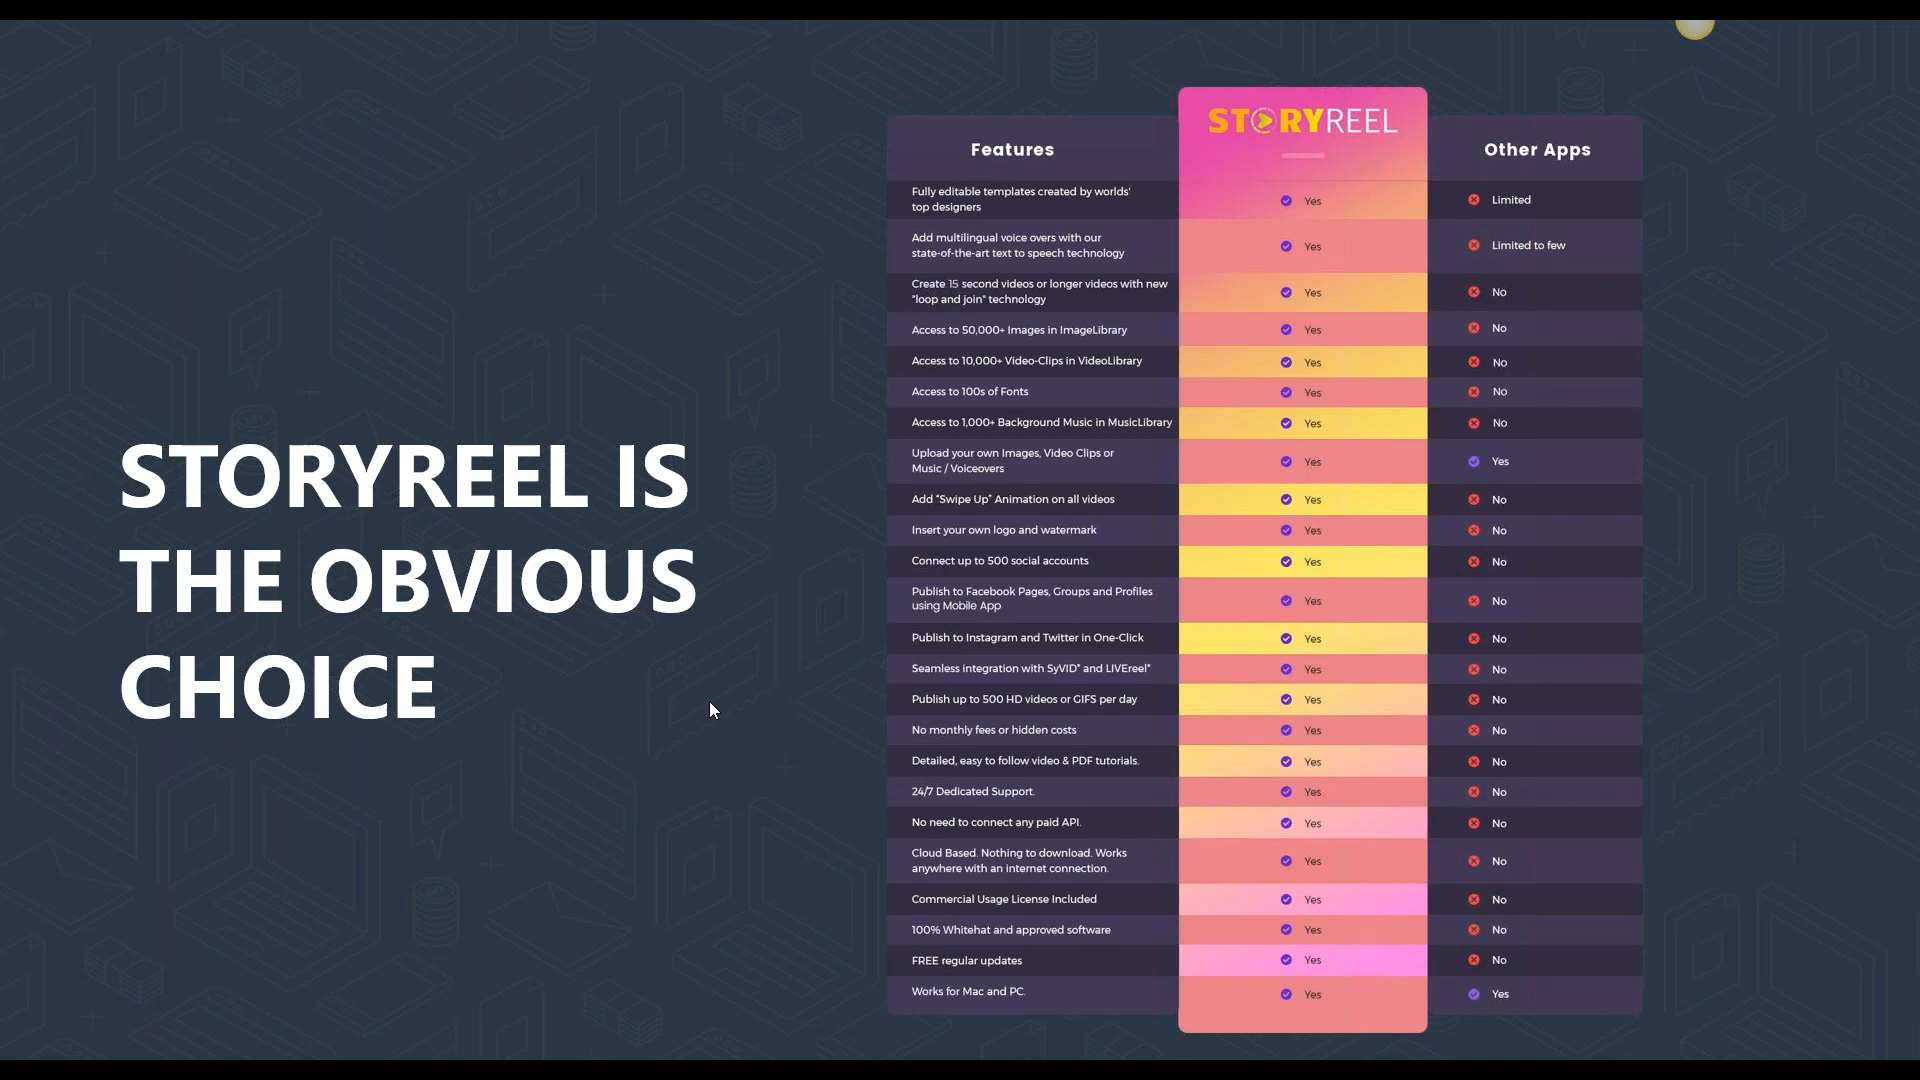 STORYREEL IS
THE OBVIOUS
CHOICE
STORYREEL
Features
Other Apps
Fully editable templates created by worlds'
top designers
Yes
Limited
Add multilingual voice overs with our
state-of-the-art text to speech technology
Yes
Limited to few
Create 15 second videos or longer videos with new
"loop and join" technology
Yes
No
Access to 50,000+ Images in ImageLibrary
Yes
No
Access to 10,000+ Video-Clips in VideoLibrary
Yes
No
Access to 100s of Fonts
Yes
No
Access to 1,000+ Background Music in MusicLibrary
Yes
No
Upload your own Images, Video Clips or
Music / Voiceovers
Yes
Yes
Add "Swipe Up" Animation on all videos
Yes
No
Insert your own logo and watermark
Yes
No
Connect up to 500 social accounts
Yes
No
Publish to Facebook Pages, Groups and Profiles
using Mobile App
Yes
No
Publish to Instagram and Twitter in One-Click
Yes
No
Seamless integration with SyVID* and LIVEreel*
Yes
No
Publish up to 500 HD videos or GIFS per day
Yes
No
No monthly fees or hidden costs
Yes
No
Detailed, easy to follow video & PDF tutorials.
Yes
No
24/7 Dedicated Support.
Yes
No
No need to connect any paid API.
Yes
No
Cloud Based. Nothing to download. Works
anywhere with an internet connection.
Yes
No
Commercial Usage License Included
Yes
No
100% Whitehat and approved software
Yes
No
FREE regular updates
Yes
No
Works for Mac and PC.
Yes
Yes